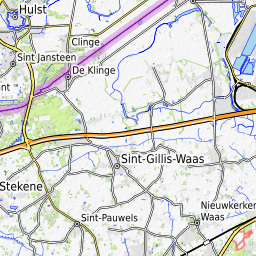 Hulst
Clinge
Sint Jansteen
De Klinge
Sint-Gillis-Waas
Stekene
Nieuwkerken-
Waas
Sint-Pauwels